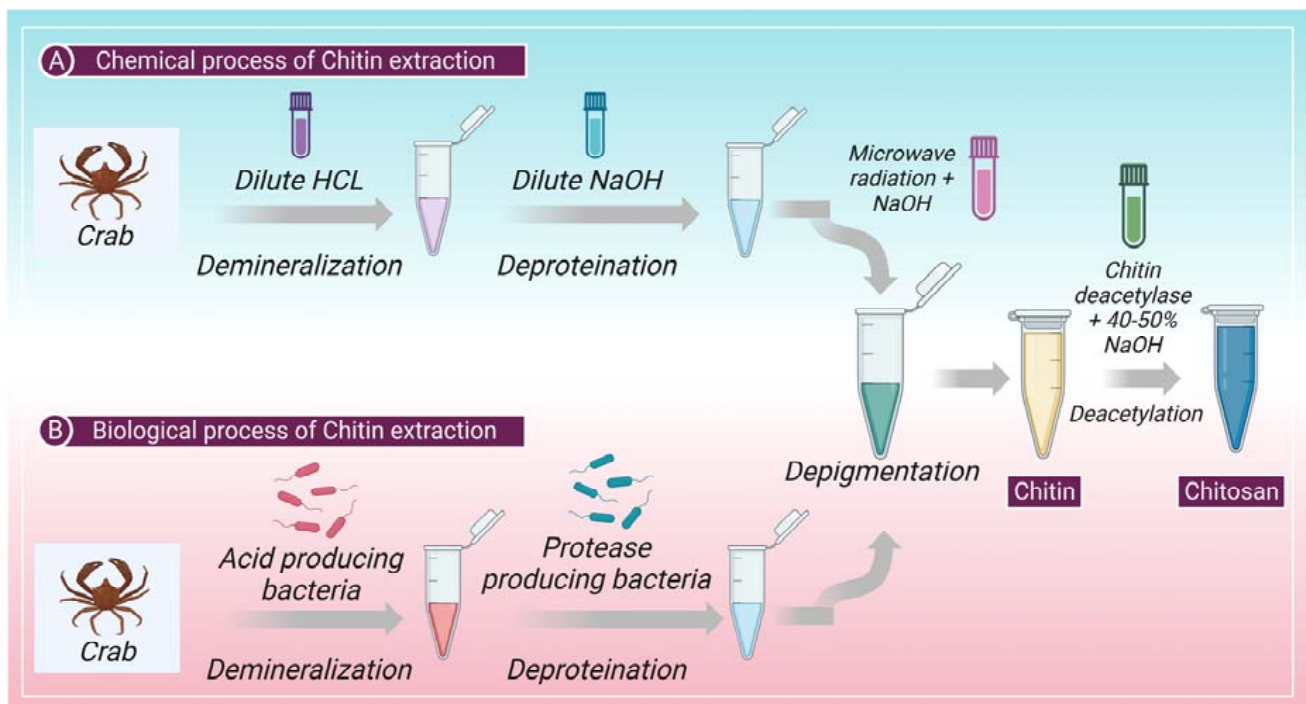 A Chemical process of Chitin extraction
Crab
Dilute HCL
Demineralization
Dilute NaOH
Deproteination
Microwave
radiation +
NaOH
Depigmentation
Chitin
Chitin
deacetylase
+ 40-50%
NaOH
Deacetylation
Chitosan
B Biological process of Chitin extraction
Crab
Acid producing
bacteria
Demineralization
Protease
producing bacteria
Deproteination